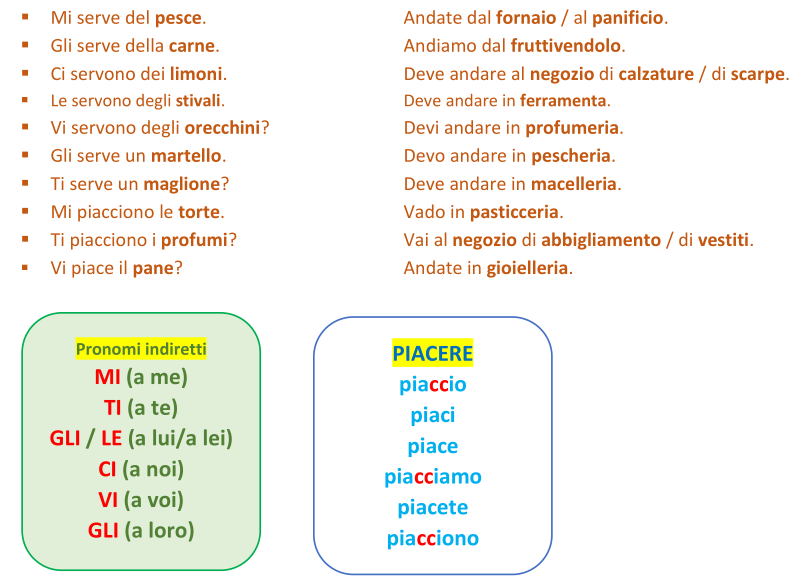 ▪ Mi serve del pesce.
▪ Gli serve della carne.
▪ Ci servono dei limoni.
▪ Le servono degli stivali.
▪ Vi servono degli orecchini?
▪ Gli serve un martello.
▪ Ti serve un maglione?
▪ Mi piacciono le torte.
▪ Ti piacciono i profumi?
▪ Vi piace il pane?
Andate dal fornaio / al panificio.
Andiamo dal fruttivendolo.
Deve andare al negozio di calzature / di scarpe.
Deve andare in ferramenta.
Devi andare in profumeria.
Devo andare in pescheria.
Deve andare in macelleria.
Vado in pasticceria.
Vai al negozio di abbigliamento / di vestiti.
Andate in gioielleria.
Pronomi indiretti
MI (a me)
TI (a te)
GLI / LE (a lui/a lei)
CI (a noi)
VI (a voi)
GLI (a loro)
PIACERE
piaccio
piaci
piace
piacciamo
piacete
piacciono